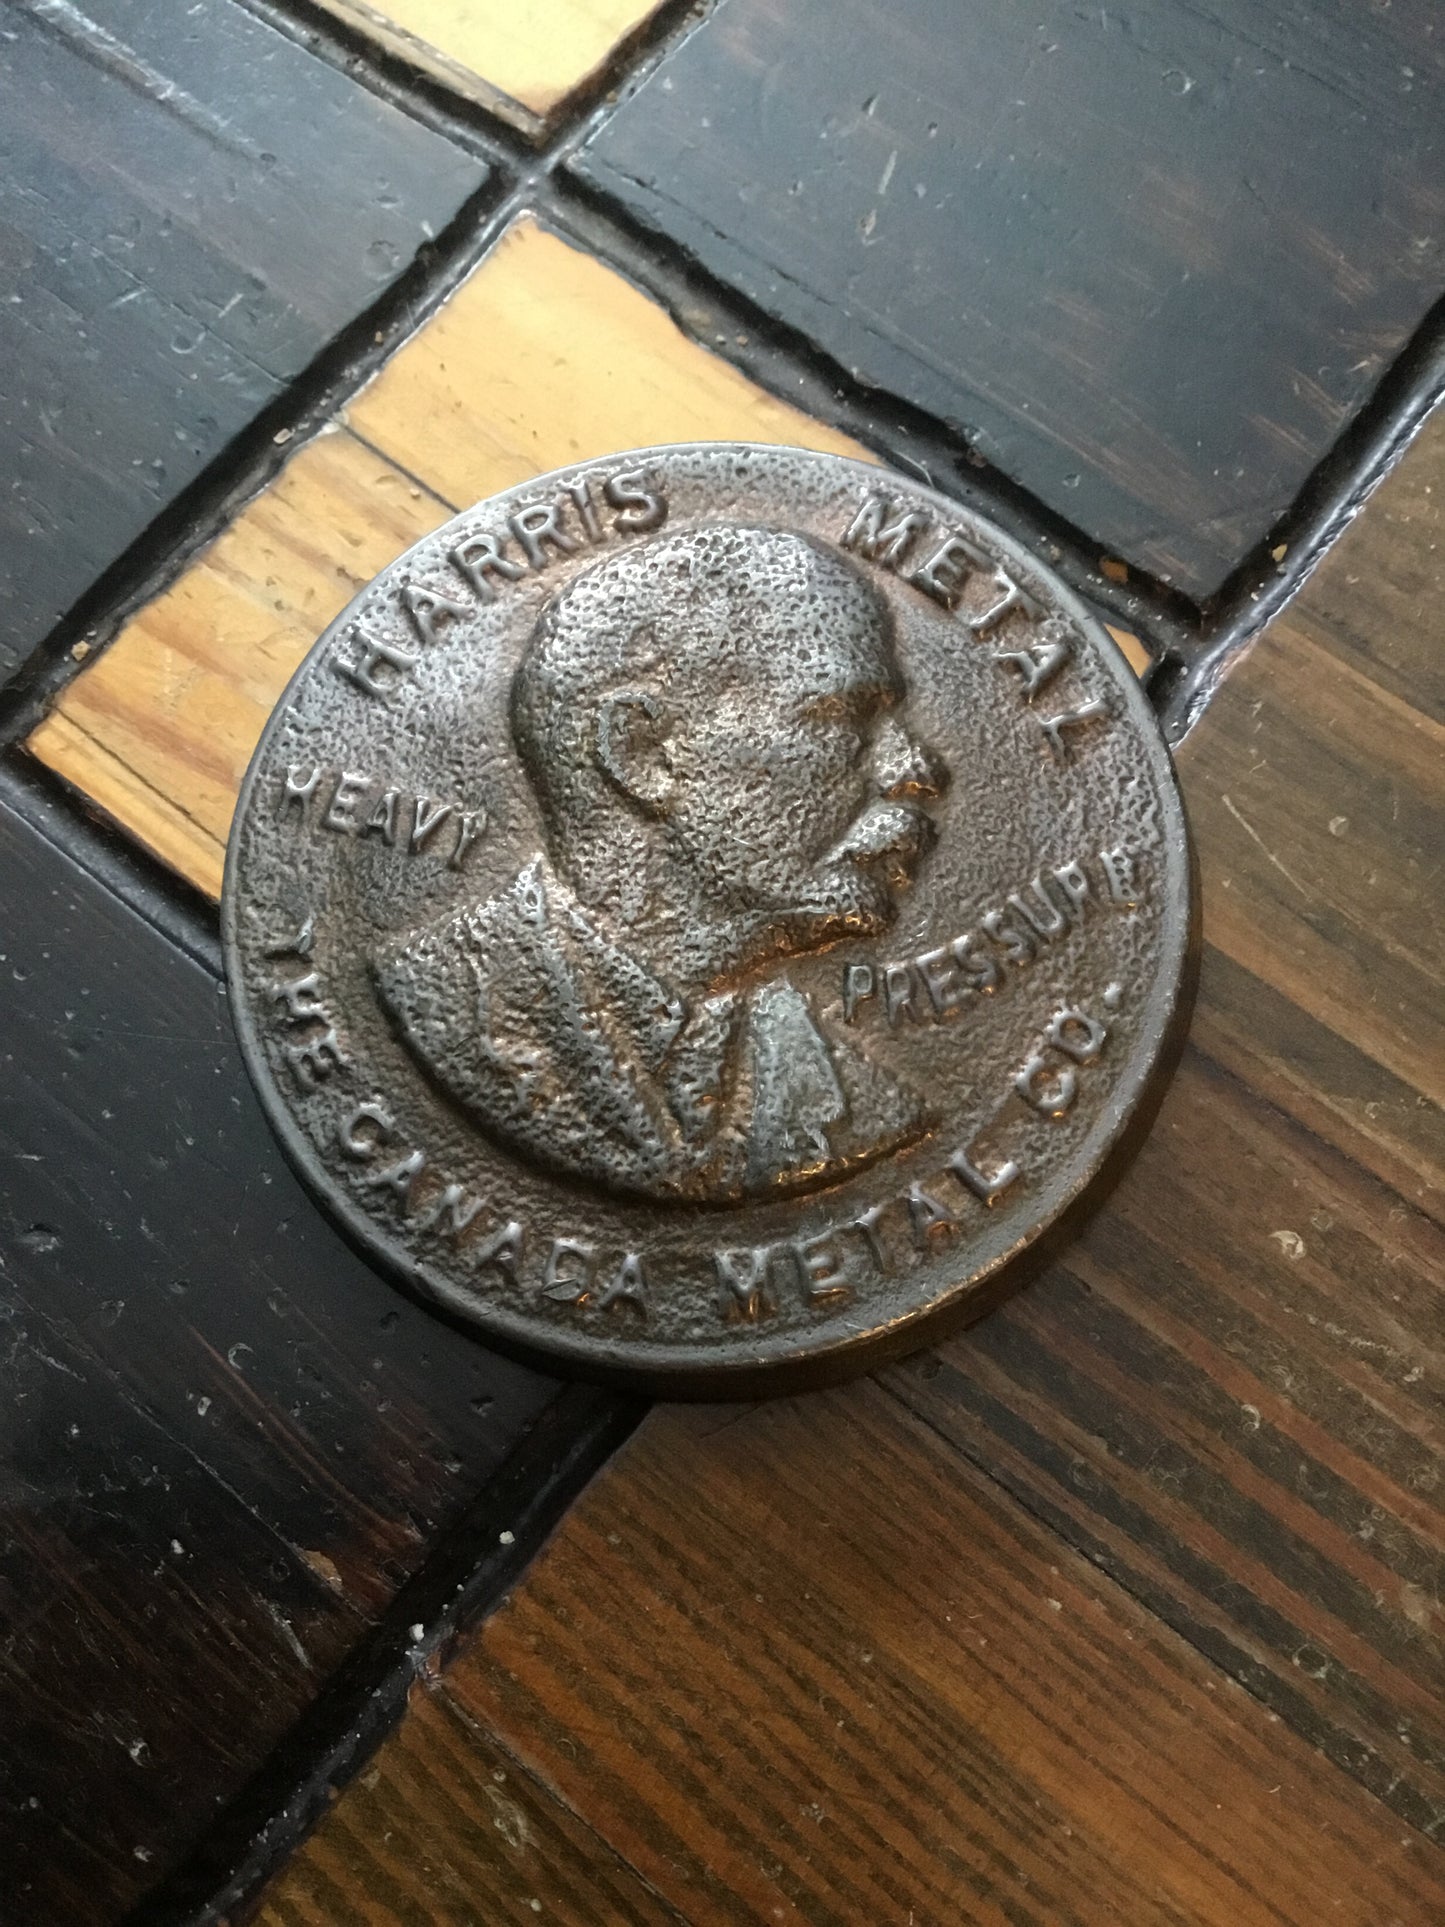 HARRIS METAL
HEAVY PRESSURE
THE CANADA METAL CO.